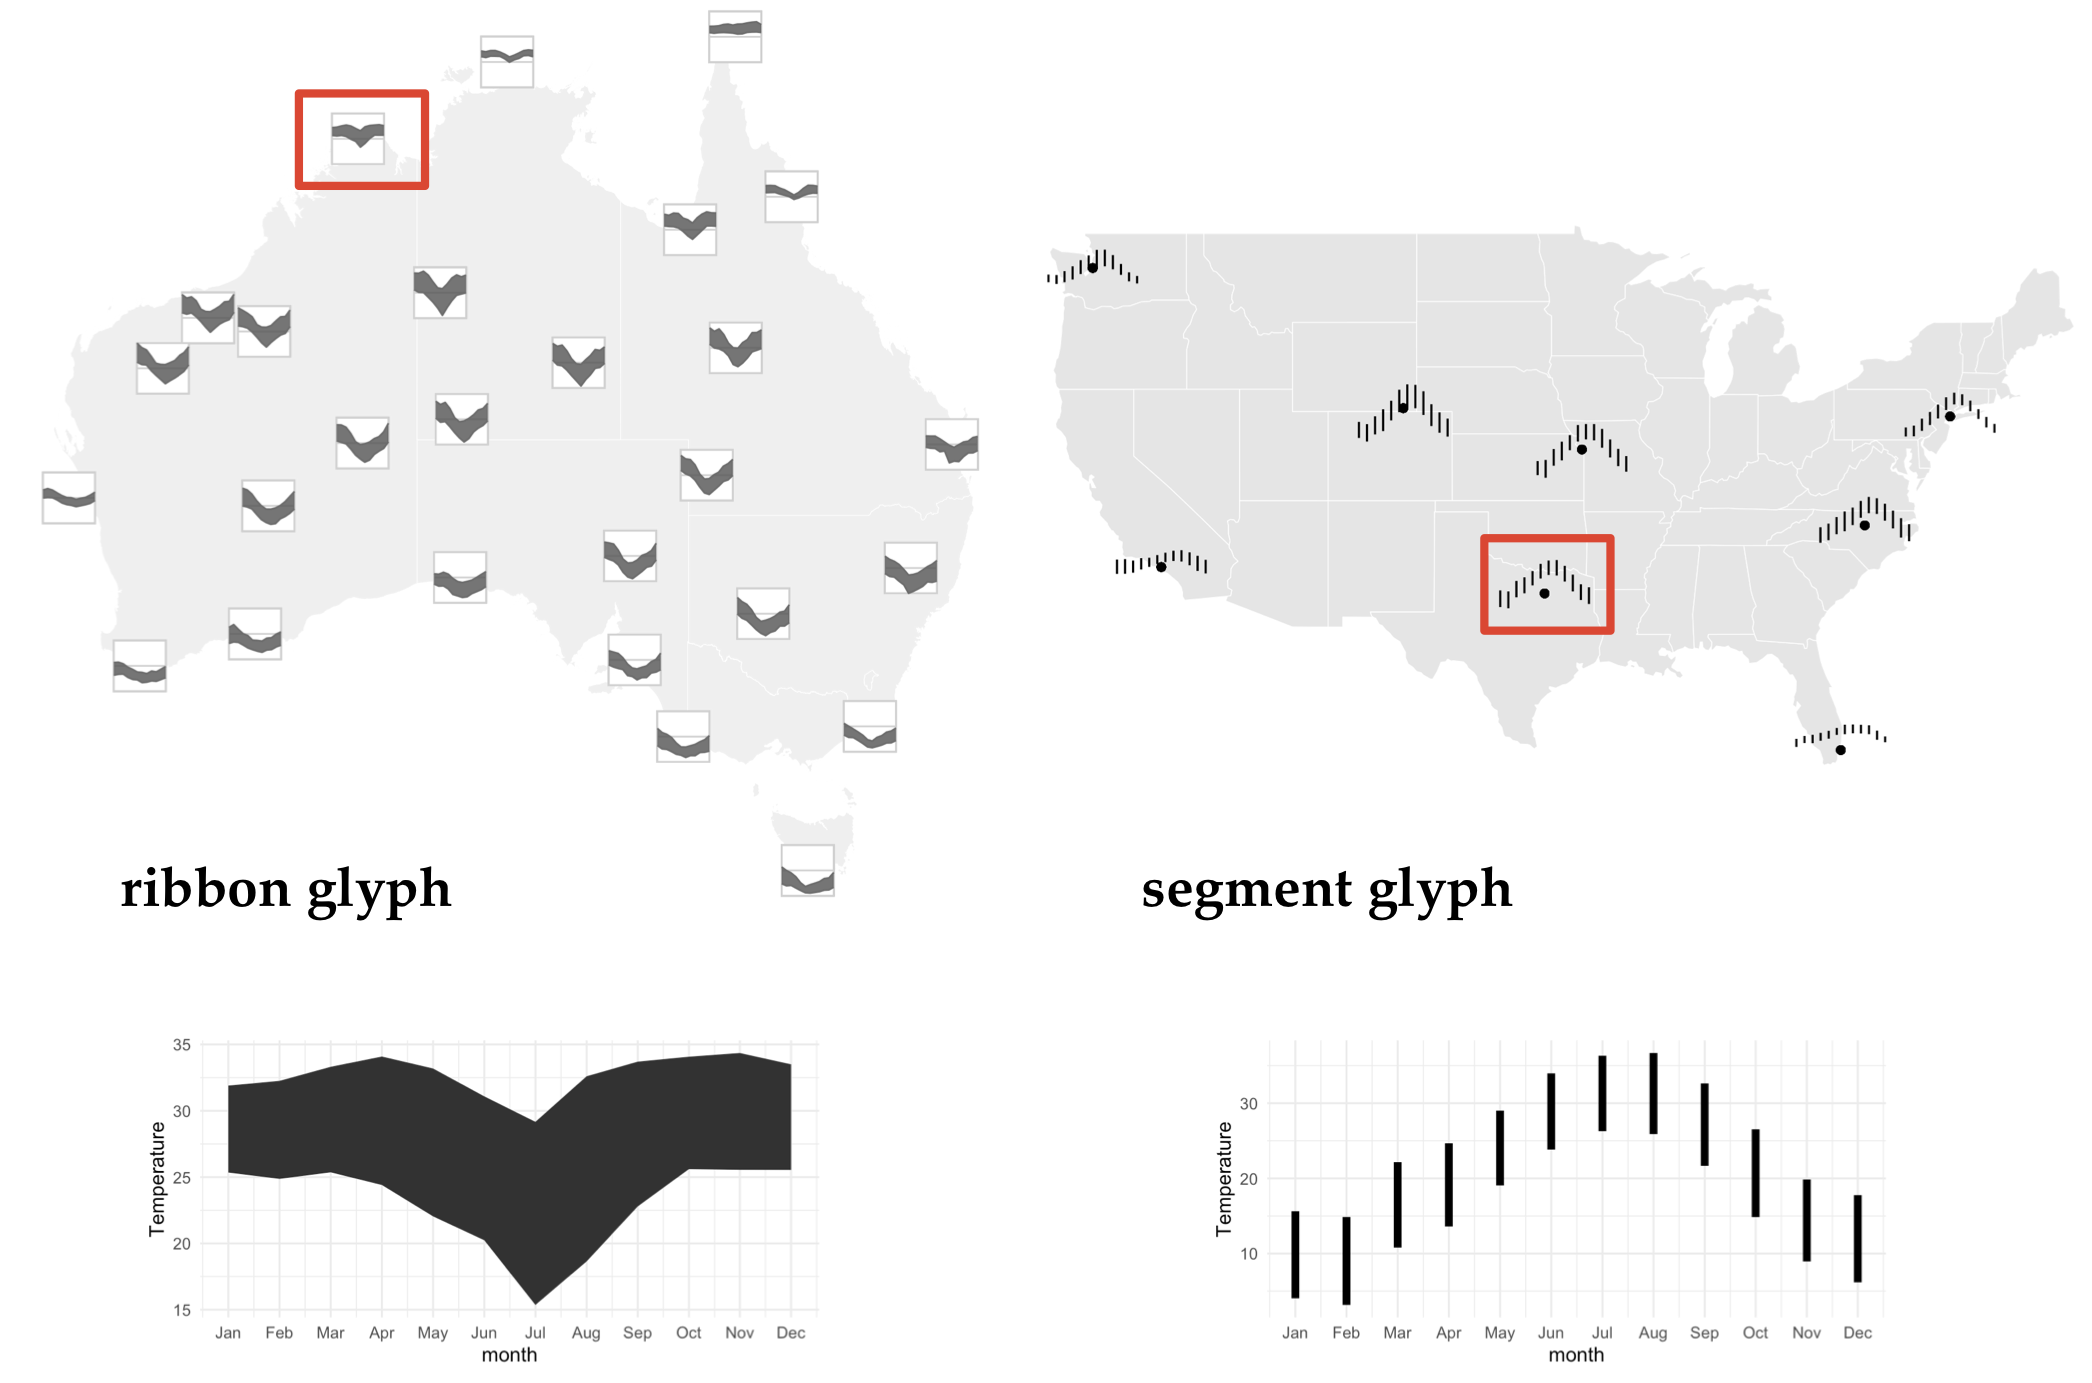 ribbon glyph
segment glyph
35
30
25
20
15
Temperature
Jan Feb Mar Apr May Jun Jul Aug Sep Oct Nov Dec
month
30
20
10
Temperature
Jan Feb Mar Apr May Jun Jul Aug Sep Oct Nov Dec
month